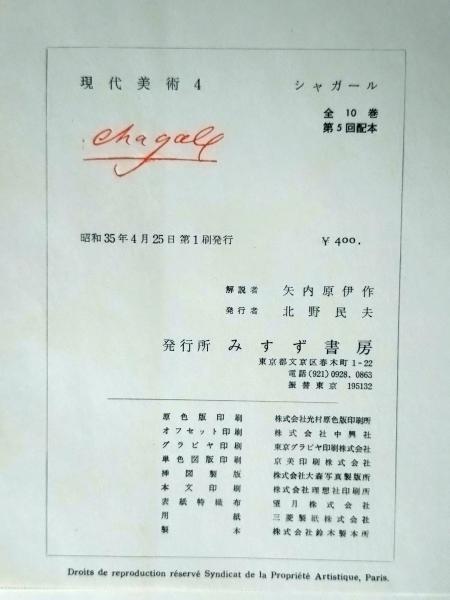 現代美術4 シャガール
全10巻
第5回配本
chagall
昭和35年4月25日 第1刷発行 ￥400.
解説者 矢内原伊作
発行者 北野民夫
発行所 みすず書房
東京都文京区春木町1-22
電話(921)0928, 0863
振替東京 195132
原色版印刷 株式会社光村原色版印刷所
オフセット印刷 株式会社中興社
グラビヤ印刷 東京グラビヤ印刷株式会社
単色図版印刷 京美印刷株式会社
挿図製版 株式会社大森写真製版所
本文印刷 株式会社理想社印刷所
表紙特織布 望月株式会社
用紙 三菱製紙株式会社
製本 株式会社鈴木製本所
Droits de reproduction réservé Syndicat de la Propriété Artistique, Paris.